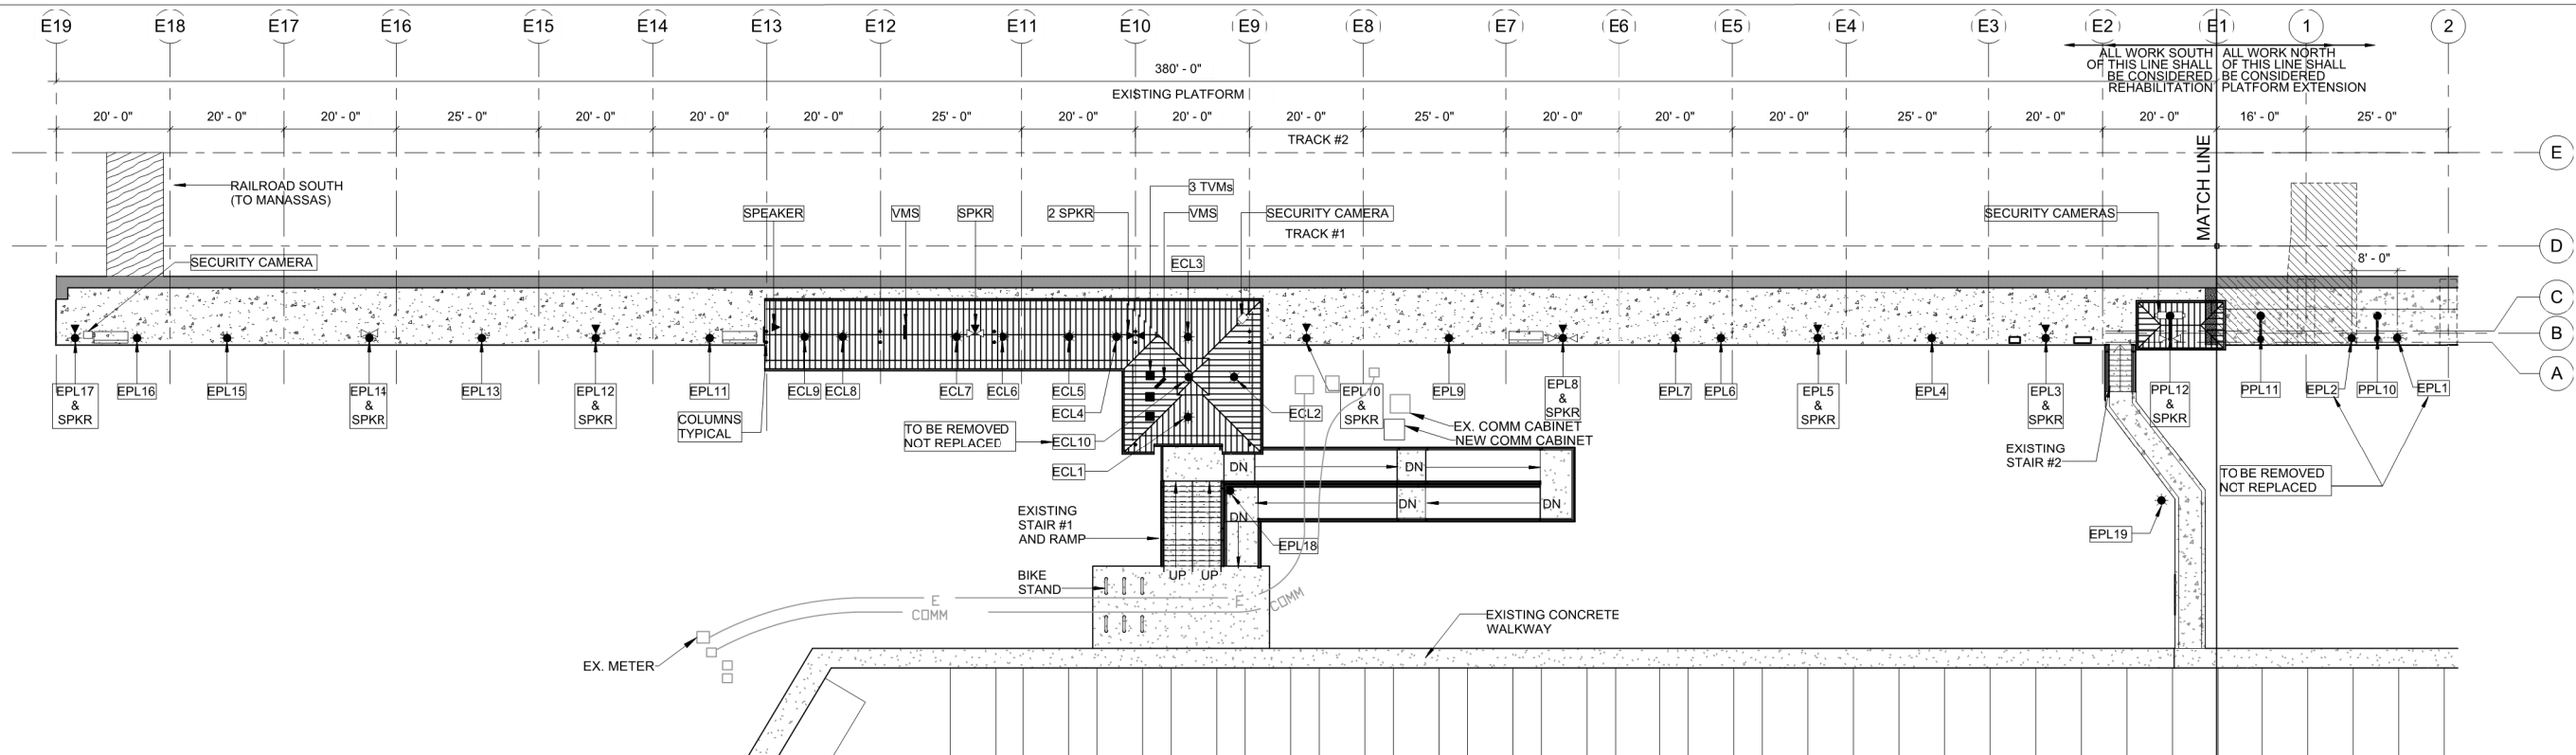 E19 E18 E17 E16 E15 E14 E13 E12 E11 E10 E9 E8 E7 E6 E5 E4 E3 E2 E1 1 2
ALL WORK SOUTH
OF THIS LINE SHALL
BE CONSIDERED
REHABILITATION
ALL WORK NORTH
OF THIS LINE SHALL
BE CONSIDERED
PLATFORM EXTENSION
380' - 0"
EXISTING PLATFORM
20' - 0" 20' - 0" 20' - 0" 25' - 0" 20' - 0" 20' - 0" 20' - 0" 25' - 0" 20' - 0" 20' - 0" 20' - 0" 25' - 0" 20' - 0" 20' - 0" 20' - 0" 25' - 0" 20' - 0" 20' - 0" 16' - 0" 25' - 0"
TRACK #2
MATCH LINE
E
RAILROAD SOUTH
(TO MANASSAS)
3 TVMs
SPEAKER
VMS
SPKR
2 SPKR
VMS
SECURITY CAMERA
SECURITY CAMERAS
TRACK #1
D
SECURITY CAMERA
ECL3
8' - 0"
C
B
A
EPL17
&
SPKR
EPL16
EPL15
EPL14
&
SPKR
EPL13
EPL12
&
SPKR
EPL11
ECL9
ECL8
ECL7
ECL6
ECL5
EPL10
&
SPKR
EPL9
EPL8
&
SPKR
EPL7
EPL6
EPL5
&
SPKR
EPL4
EPL3
&
SPKR
PPL12
&
SPKR
PPL11
EPL2
PPL10
EPL1
COLUMNS
TYPICAL
ECL4
ECL2
TO BE REMOVED
NOT REPLACED
ECL10
EX. COMM CABINET
NEW COMM CABINET
ECL1
DN
DN
EXISTING
STAIR #2
TO BE REMOVED
NOT REPLACED
DN
DN
DN
EXISTING
STAIR #1
AND RAMP
EPL18
EPL19
BIKE
STAND
UP UP
E
COMM
E
COMM
EXISTING CONCRETE
WALKWAY
EX. METER